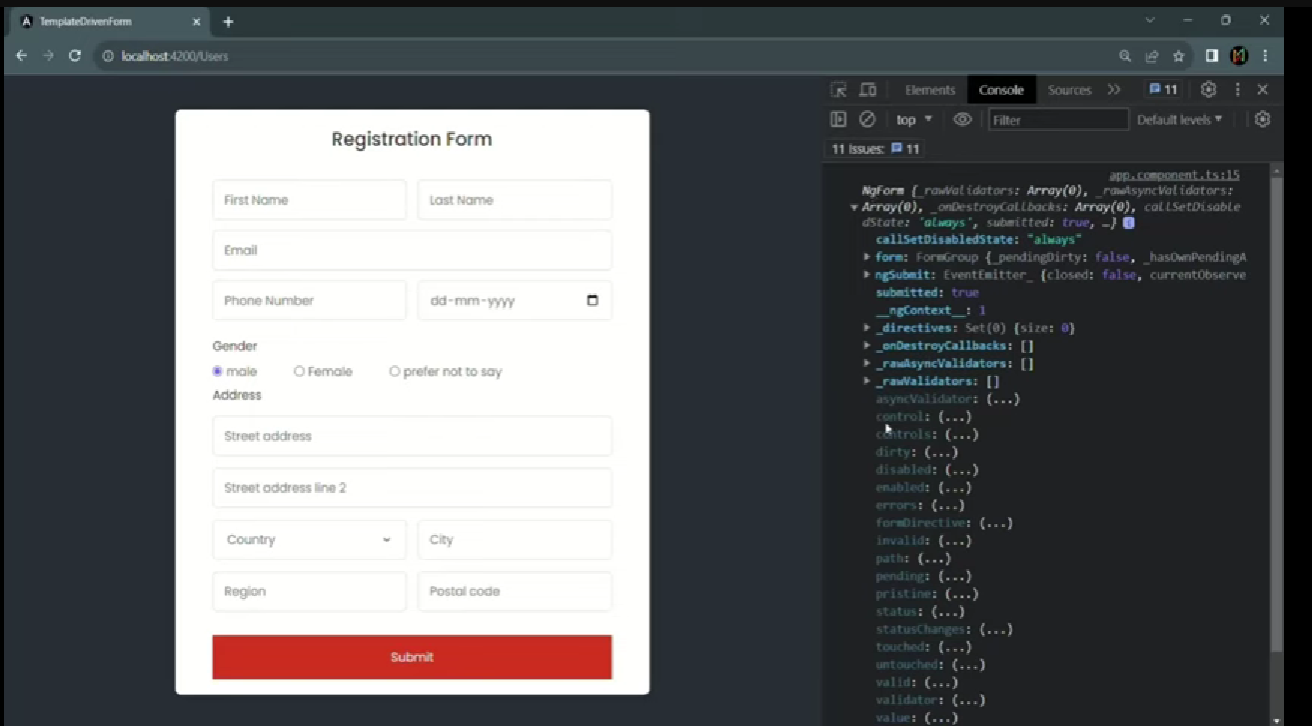 TemplateDrivenForm
localhost:4200/Users
Registration Form
First Name
Last Name
Email
Phone Number
dd-mm-yyyy
Gender
male
Female
prefer not to say
Address
Street address
Street address line 2
Country
City
Region
Postal code
Submit
Elements Console Sources 11
top Filter Default levels
11 Issues: 11
app.component.ts:15
NgForm {_rawValidators: Array(0), _rawAsyncValidators:
Array(0), _onDestroyCallbacks: Array(0), callSetDisable
dState: 'always', submitted: true, …}
callSetDisabledState: "always"
form: FormGroup {_pendingDirty: false, _hasOwnPendingA
ngSubmit: EventEmitter_ {closed: false, currentObserve
submitted: true
__ngContext__: 1
_directives: Set(0) {size: 0}
_onDestroyCallbacks: []
_rawAsyncValidators: []
_rawValidators: []
asyncValidator: (...)
control: (...)
controls: (...)
dirty: (...)
disabled: (...)
enabled: (...)
errors: (...)
formDirective: (...)
invalid: (...)
path: (...)
pending: (...)
pristine: (...)
status: (...)
statusChanges: (...)
touched: (...)
untouched: (...)
valid: (...)
validator: (...)
value: (...)